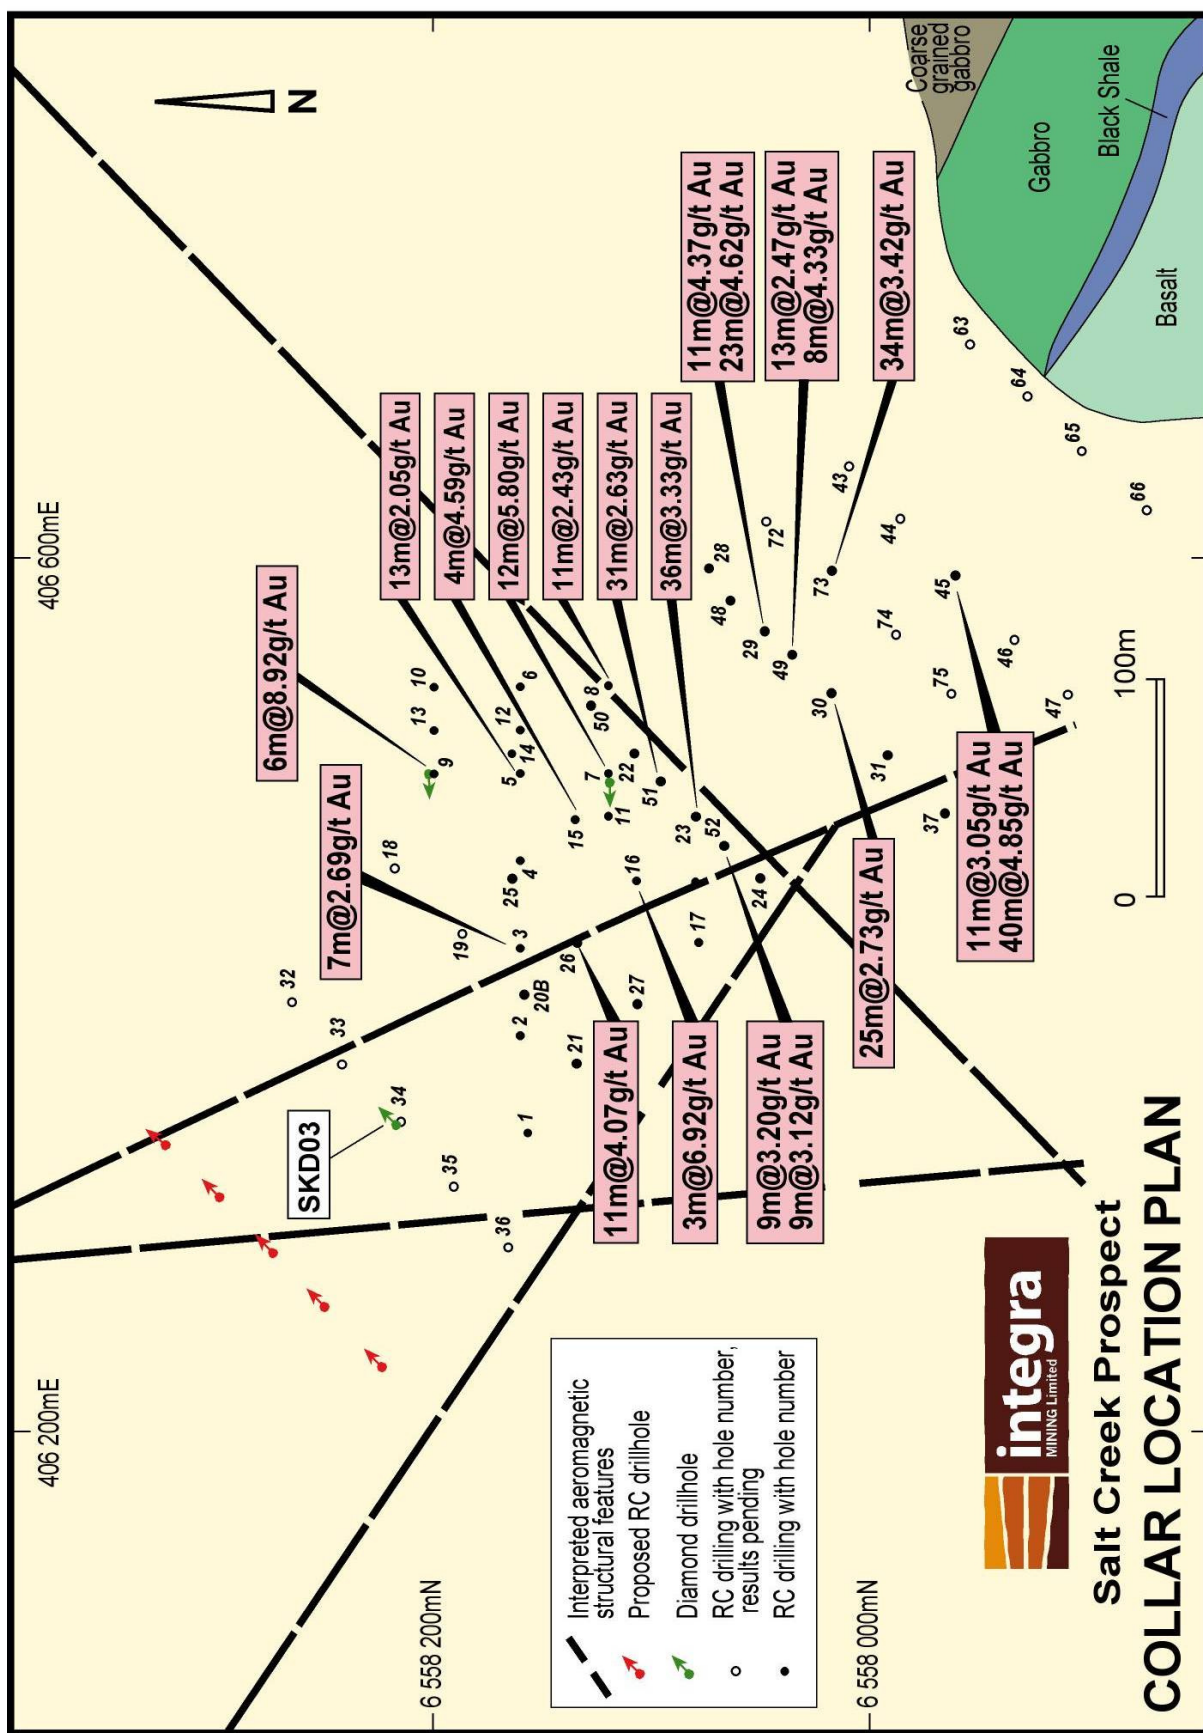 406 200mE
406 600mE
N
6 558 200mN
6 558 000mN
6m@8.92g/t Au
7m@2.69g/t Au
13m@2.05g/t Au
4m@4.59g/t Au
12m@5.80g/t Au
11m@2.43g/t Au
31m@2.63g/t Au
36m@3.33g/t Au
11m@4.37g/t Au
23m@4.62g/t Au
13m@2.47g/t Au
8m@4.33g/t Au
34m@3.42g/t Au
SKD03
11m@4.07g/t Au
3m@6.92g/t Au
9m@3.20g/t Au
9m@3.12g/t Au
25m@2.73g/t Au
11m@3.05g/t Au
40m@4.85g/t Au
32
33
34
35
36
18
19
9
13
10
1
2
20B
3
25
4
5
14
12
6
21
26
15
11
7
50
8
27
16
51
22
17
23
52
24
48
28
29
72
49
30
73
43
31
74
44
37
75
45
46
47
63
64
65
66
Coarse
grained
gabbro
Gabbro
Black Shale
Basalt
Interpreted aeromagnetic
structural features
Proposed RC drillhole
Diamond drillhole
RC drilling with hole number,
results pending
RC drilling with hole number
0
100m
integra
MINING Limited
Salt Creek Prospect
COLLAR LOCATION PLAN